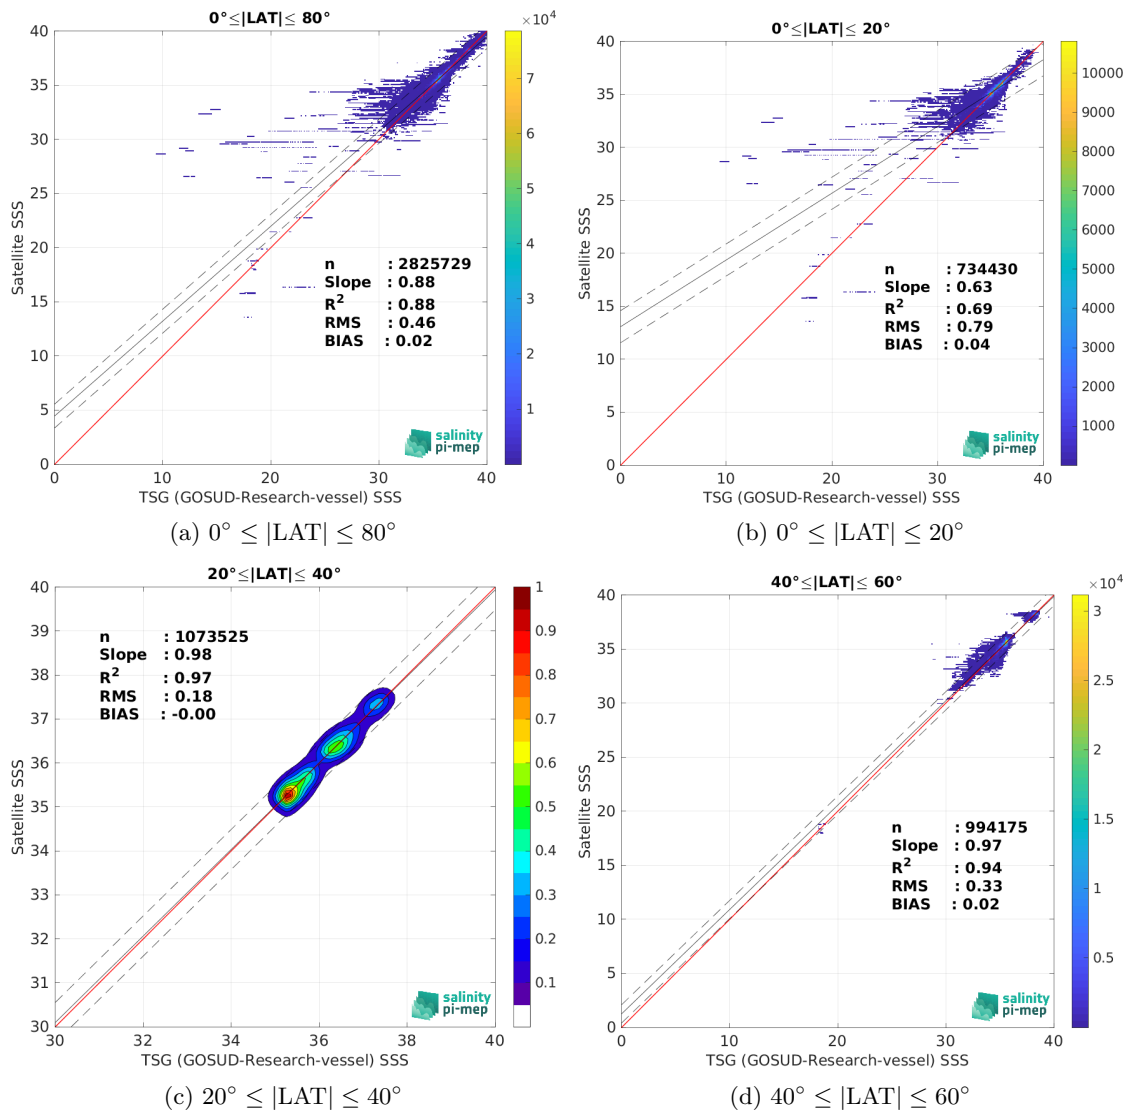 0°≤|LAT|≤ 80°
×10⁴
40
35
30
25
20
15
10
5
0
0
10
20
30
40
Satellite SSS
TSG (GOSUD-Research-vessel) SSS
n : 2825729
Slope : 0.88
R² : 0.88
RMS : 0.46
BIAS : 0.02
salinity
pi-mep
7
6
5
4
3
2
1
(a) 0° ≤ |LAT| ≤ 80°
0°≤|LAT|≤ 20°
40
35
30
25
20
15
10
5
0
0
10
20
30
40
Satellite SSS
TSG (GOSUD-Research-vessel) SSS
n : 734430
Slope : 0.63
R² : 0.69
RMS : 0.79
BIAS : 0.04
salinity
pi-mep
10000
9000
8000
7000
6000
5000
4000
3000
2000
1000
(b) 0° ≤ |LAT| ≤ 20°
20°≤|LAT|≤ 40°
40
39
38
37
36
35
34
33
32
31
30
30
32
34
36
38
40
Satellite SSS
TSG (GOSUD-Research-vessel) SSS
n : 1073525
Slope : 0.98
R² : 0.97
RMS : 0.18
BIAS : -0.00
salinity
pi-mep
1
0.9
0.8
0.7
0.6
0.5
0.4
0.3
0.2
0.1
(c) 20° ≤ |LAT| ≤ 40°
40°≤|LAT|≤ 60°
×10⁴
40
35
30
25
20
15
10
5
0
0
10
20
30
40
Satellite SSS
TSG (GOSUD-Research-vessel) SSS
n : 994175
Slope : 0.97
R² : 0.94
RMS : 0.33
BIAS : 0.02
salinity
pi-mep
3
2.5
2
1.5
1
0.5
(d) 40° ≤ |LAT| ≤ 60°